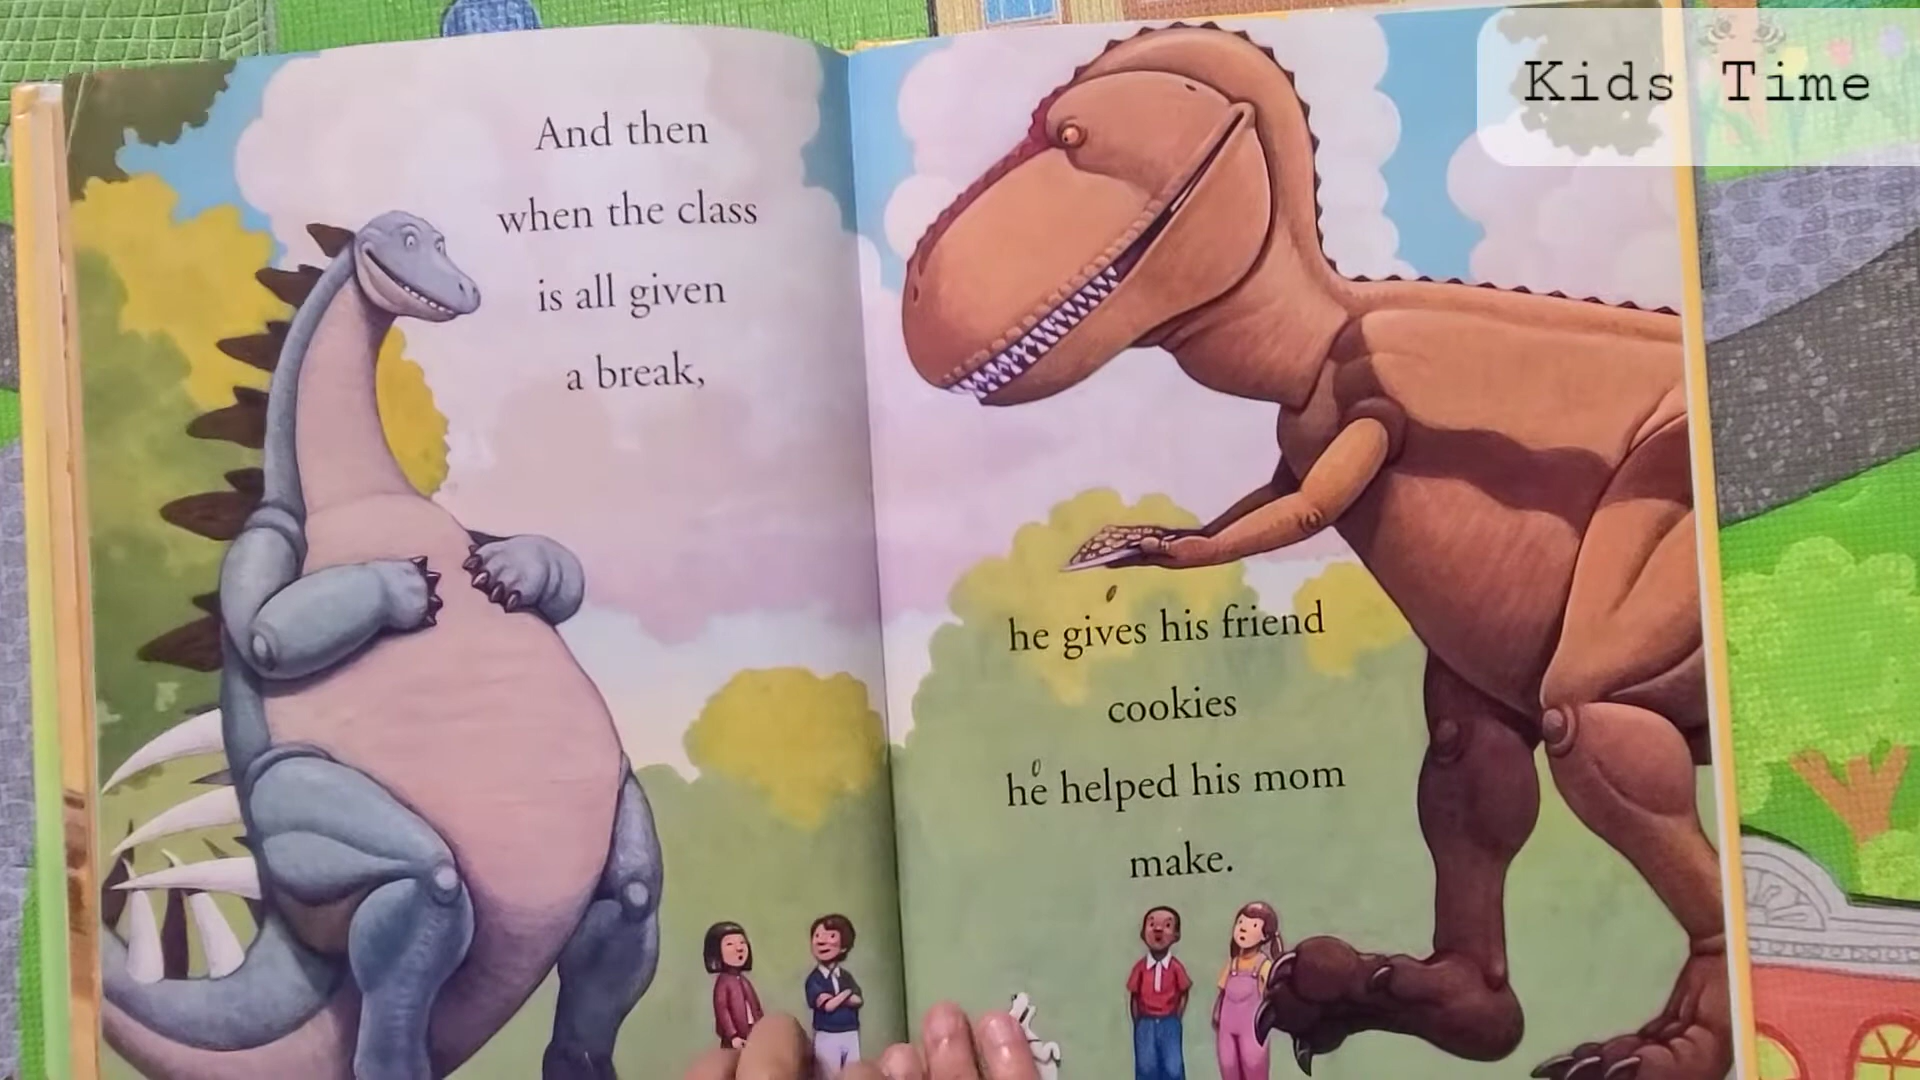 Kids Time
And then
when the class
is all given
a break,
he gives his friend
cookies
he helped his mom
make.